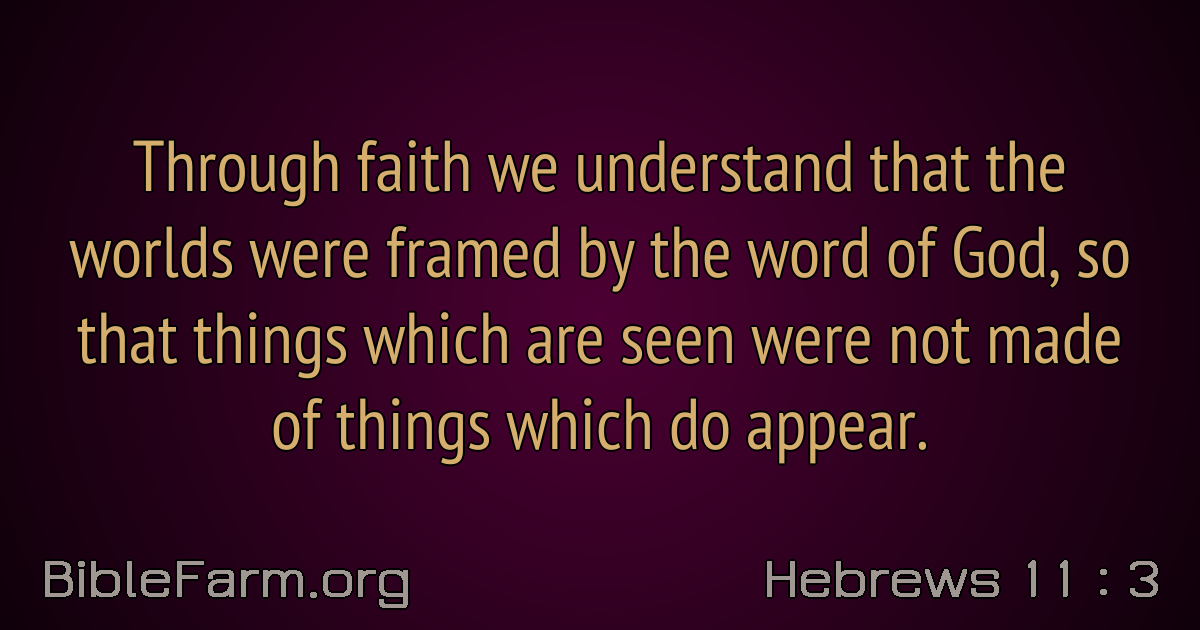 Through faith we understand that the
worlds were framed by the word of God, so
that things which are seen were not made
of things which do appear.
BibleFarm.org
Hebrews 11 : 3